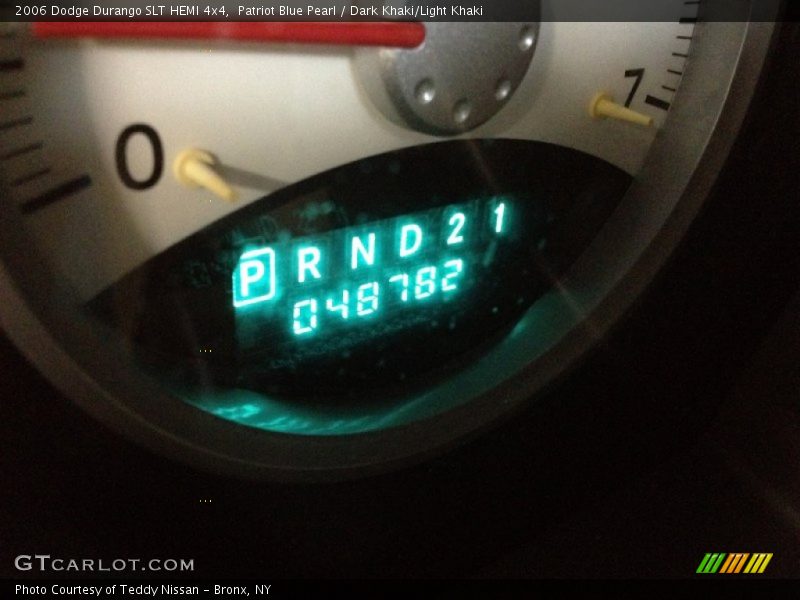 2006 Dodge Durango SLT HEMI 4x4, Patriot Blue Pearl / Dark Khaki/Light Khaki
0
7
P R N D 2 1
048782
GTCARLOT.COM
Photo Courtesy of Teddy Nissan - Bronx, NY